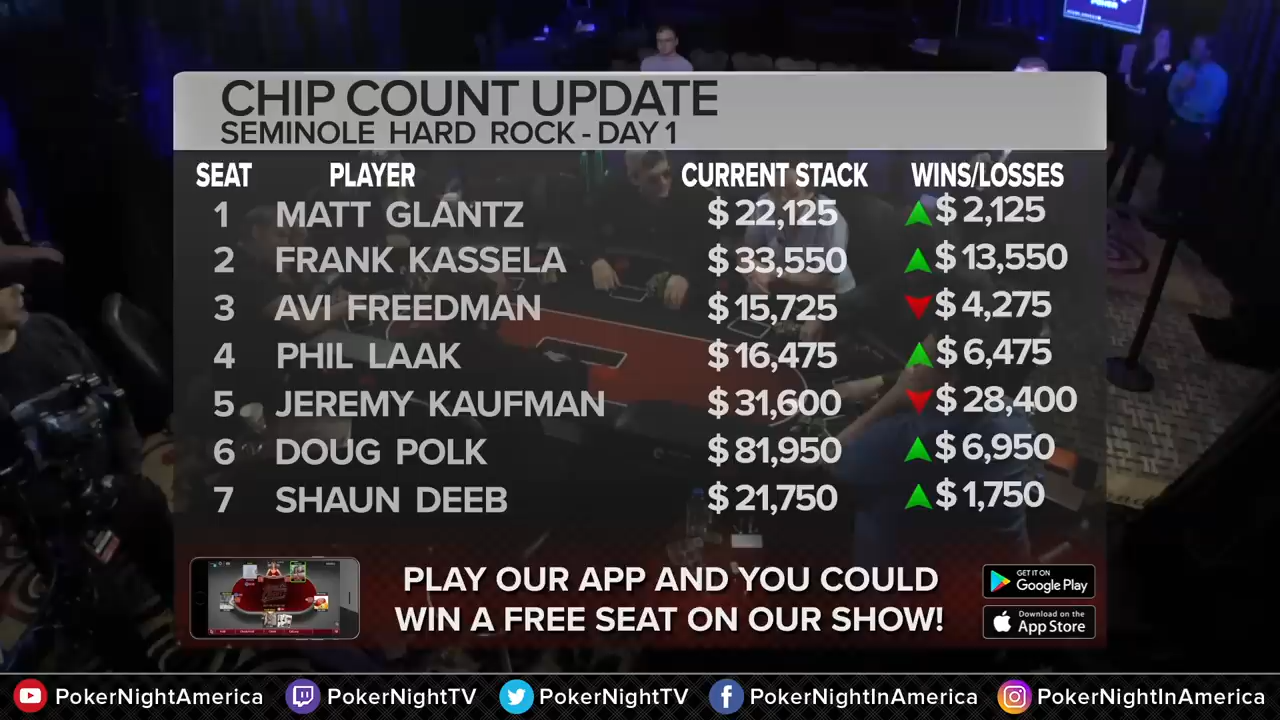 CHIP COUNT UPDATE
SEMINOLE HARD ROCK - DAY 1
SEAT PLAYER CURRENT STACK WINS/LOSSES
1 MATT GLANTZ $ 22,125 $ 2,125
2 FRANK KASSELA $ 33,550 $ 13,550
3 AVI FREEDMAN $ 15,725 $ 4,275
4 PHIL LAAK $ 16,475 $ 6,475
5 JEREMY KAUFMAN $ 31,600 $ 28,400
6 DOUG POLK $ 81,950 $ 6,950
7 SHAUN DEEB $ 21,750 $ 1,750
PLAY OUR APP AND YOU COULD
WIN A FREE SEAT ON OUR SHOW!
GET IT ON
Google Play
Download on the
App Store
PokerNightAmerica PokerNightTV PokerNightTV PokerNightInAmerica PokerNightInAmerica